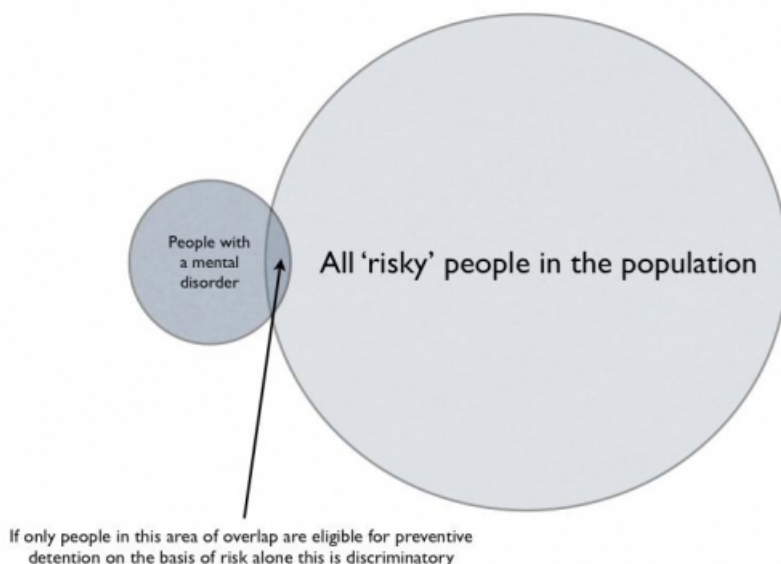 People with
a mental
disorder
All 'risky' people in the population
If only people in this area of overlap are eligible for preventive
detention on the basis of risk alone this is discriminatory